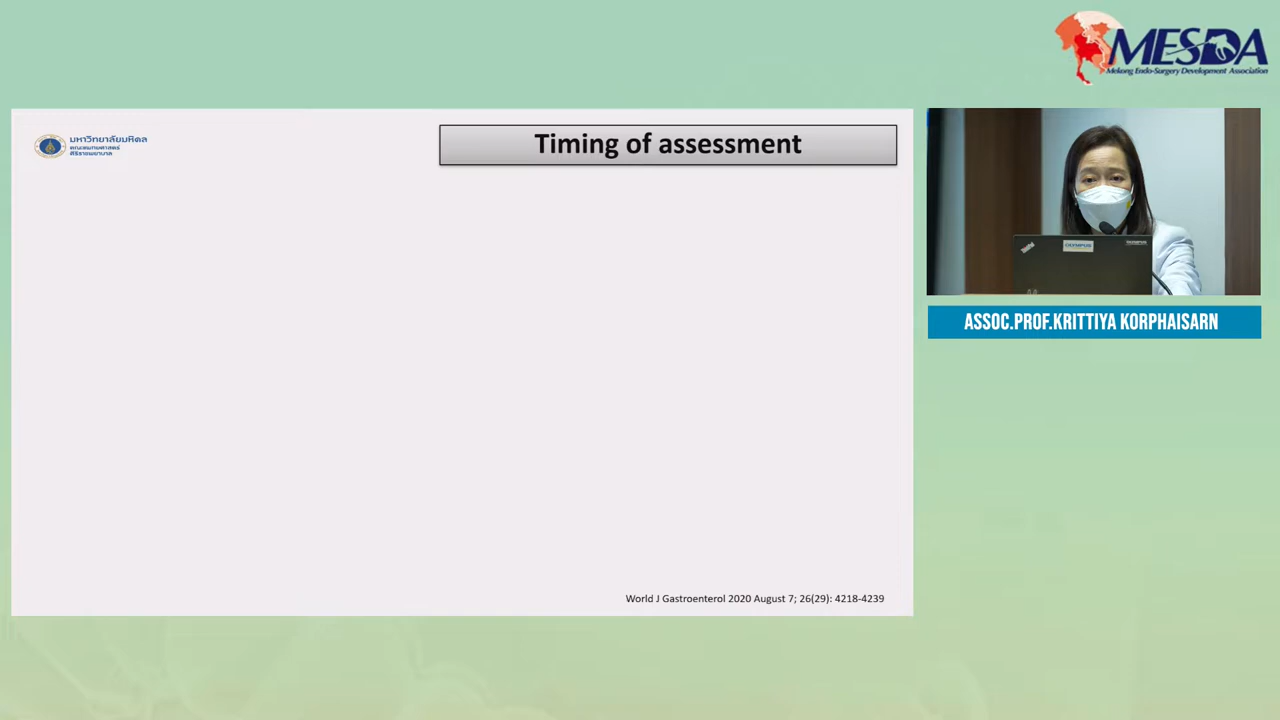 MESDA
Mekong Endo-Surgery Development Association
มหาวิทยาลัยมหิดล
คณะแพทยศาสตร์
ศิริราชพยาบาล
Timing of assessment
OLYMPUS
ASSOC.PROF.KRITTIYA KORPHAISARN
World J Gastroenterol 2020 August 7; 26(29): 4218-4239